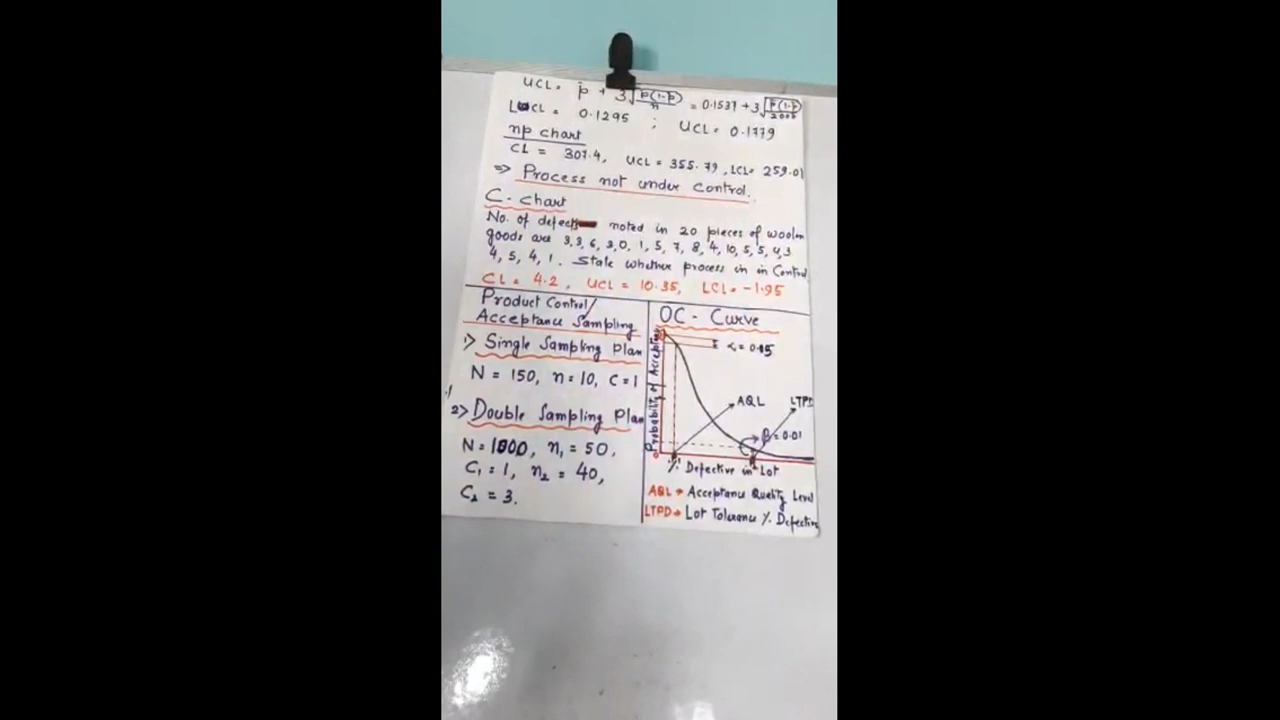 UCL = p̄ + 3√(p(1-p)/n) = 0.1537 + 3√(p(1-p)/2000)
LCL = 0.1295 ; UCL = 0.1779
np chart
CL = 307.4, UCL = 355.79, LCL = 259.01
=> Process not under control.
C-chart
No. of defects noted in 20 pieces of woolen
goods are 3,3,6,3,0,1,5,7,8,4,10,5,5,4,3
4,5,4,1. State whether process in in Control
CL = 4.2, UCL = 10.35, LCL = -1.95
Product Control/
Acceptance Sampling
1> Single Sampling Plan
N = 150, n = 10, C = 1
2> Double Sampling Plan
N = 1000, n₁ = 50,
C₁ = 1, n₂ = 40,
C₂ = 3.
OC - Curve
Probability of Accepting
AQL
LTPD
β = 0.01
% Defective in Lot
AQL → Acceptance Quality Level
LTPD → Lot Tolerance % Defective